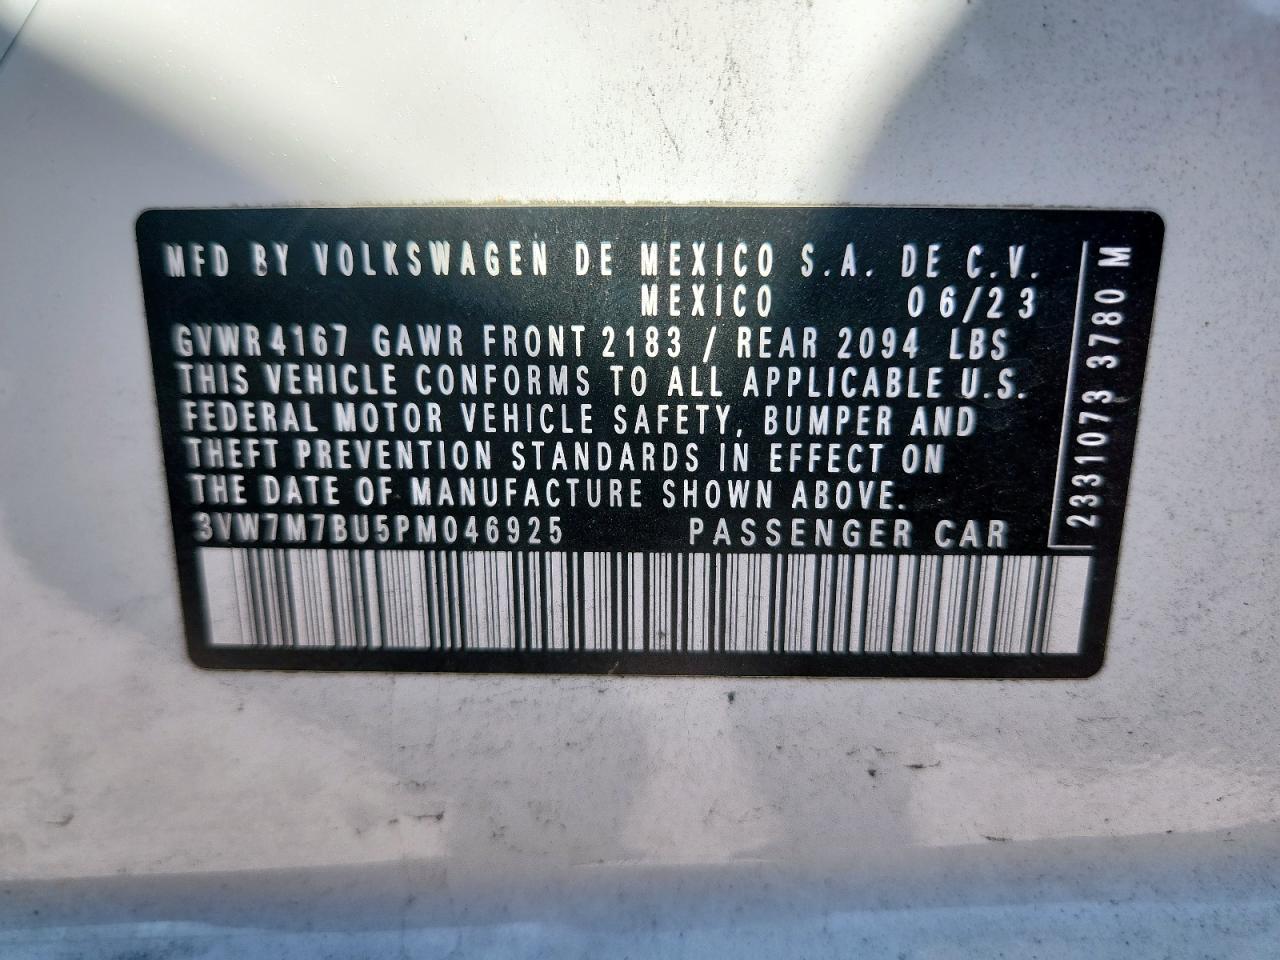 MFD BY VOLKSWAGEN DE MEXICO S.A. DE C.V.
MEXICO 06/23
GVWR 4167 GAWR FRONT 2183 / REAR 2094 LBS
THIS VEHICLE CONFORMS TO ALL APPLICABLE U.S.
FEDERAL MOTOR VEHICLE SAFETY, BUMPER AND
THEFT PREVENTION STANDARDS IN EFFECT ON
THE DATE OF MANUFACTURE SHOWN ABOVE.
3VW7M7BU5PM046925 PASSENGER CAR
2331073 3780 M